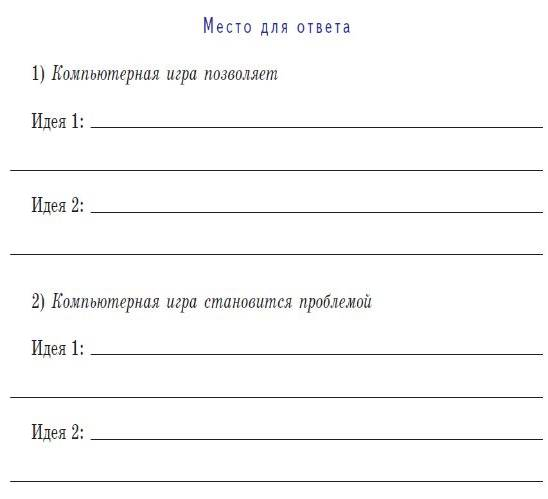 Место для ответа
1) Компьютерная игра позволяет
Идея 1:
Идея 2:
2) Компьютерная игра становится проблемой
Идея 1:
Идея 2: